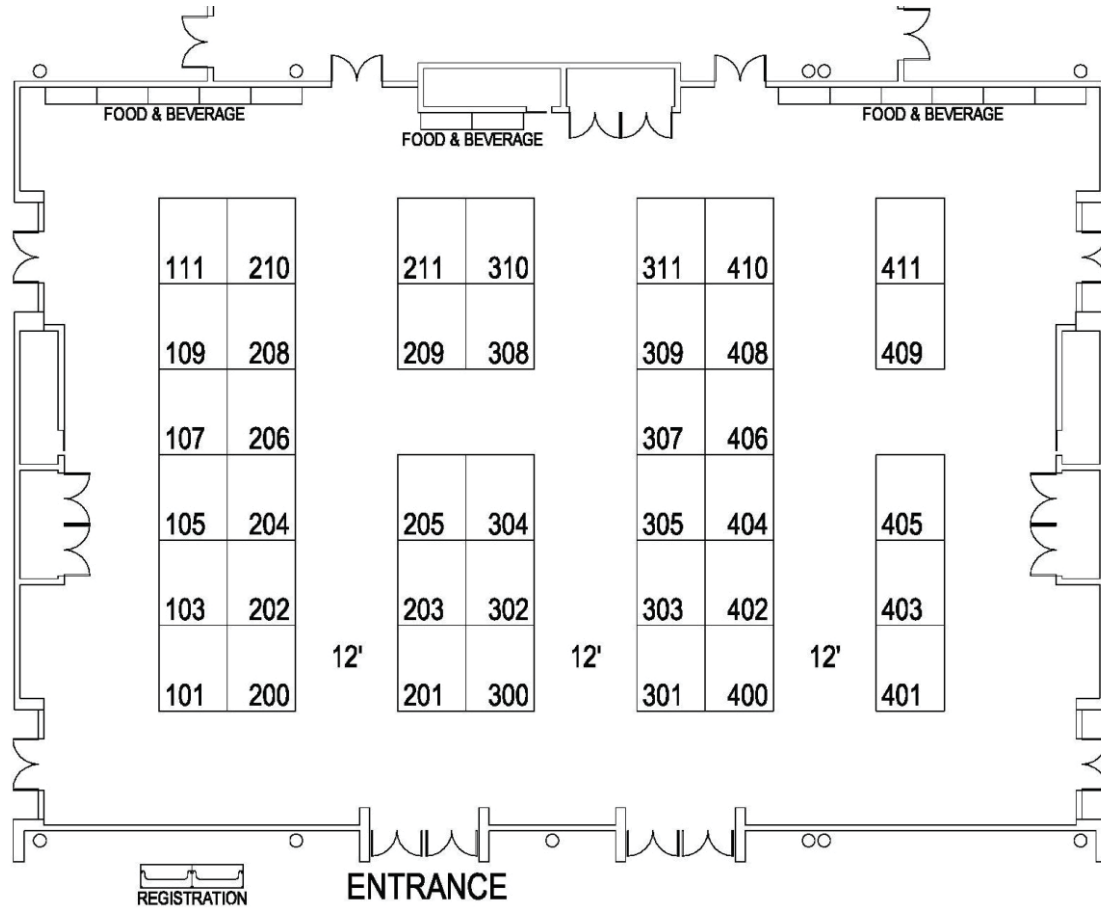 FOOD & BEVERAGE
FOOD & BEVERAGE
FOOD & BEVERAGE
111 210 211 310 311 410 411
109 208 209 308 309 408 409
107 206 307 406
105 204 205 304 305 404 405
103 202 203 302 303 402 403
12' 12' 12'
101 200 201 300 301 400 401
REGISTRATION
ENTRANCE